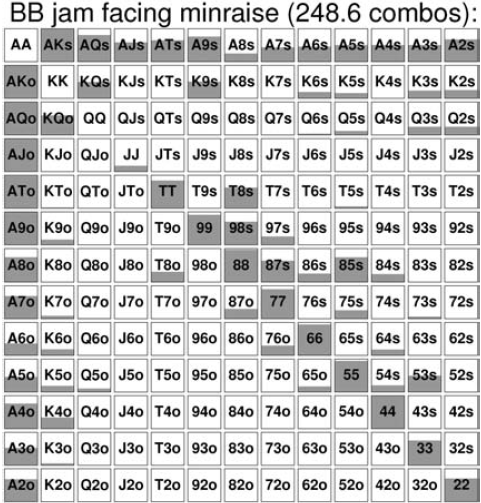 BB jam facing minraise (248.6 combos):
AA AKs AQs AJs ATs A9s A8s A7s A6s A5s A4s A3s A2s
AKo KK KQs KJs KTs K9s K8s K7s K6s K5s K4s K3s K2s
AQo KQo QQ QJs QTs Q9s Q8s Q7s Q6s Q5s Q4s Q3s Q2s
AJo KJo QJo JJ JTs J9s J8s J7s J6s J5s J4s J3s J2s
ATo KTo QTo JTo TT T9s T8s T7s T6s T5s T4s T3s T2s
A9o K9o Q9o J9o T9o 99 98s 97s 96s 95s 94s 93s 92s
A8o K8o Q8o J8o T8o 98o 88 87s 86s 85s 84s 83s 82s
A7o K7o Q7o J7o T7o 97o 87o 77 76s 75s 74s 73s 72s
A6o K6o Q6o J6o T6o 96o 86o 76o 66 65s 64s 63s 62s
A5o K5o Q5o J5o T5o 95o 85o 75o 65o 55 54s 53s 52s
A4o K4o Q4o J4o T4o 94o 84o 74o 64o 54o 44 43s 42s
A3o K3o Q3o J3o T3o 93o 83o 73o 63o 53o 43o 33 32s
A2o K2o Q2o J2o T2o 92o 82o 72o 62o 52o 42o 32o 22